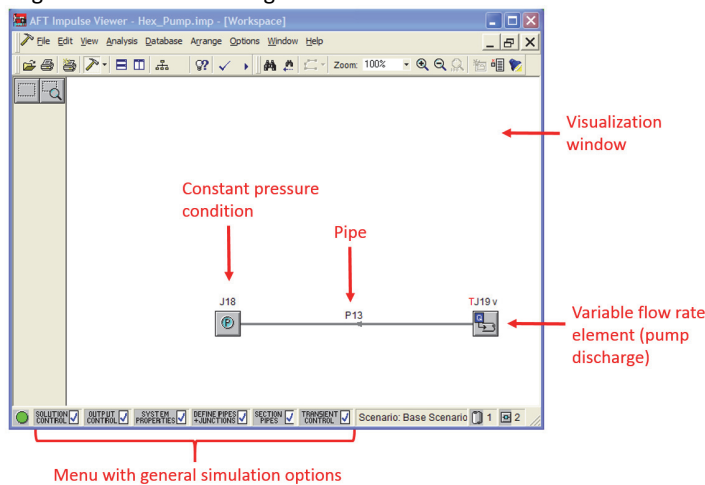 AFT Impulse Viewer - Hex_Pump.imp - [Workspace]
File Edit View Analysis Database Arrange Options Window Help
Zoom: 100%
Visualization
window
Constant pressure
condition
Pipe
J18
P13
TJ19 v
Variable flow rate
element (pump
discharge)
SOLUTION CONTROL
OUTPUT CONTROL
SYSTEM PROPERTIES
DEFINE PIPES +JUNCTIONS
SECTION PIPES
TRANSIENT CONTROL
Scenario: Base Scenario 1 2
Menu with general simulation options